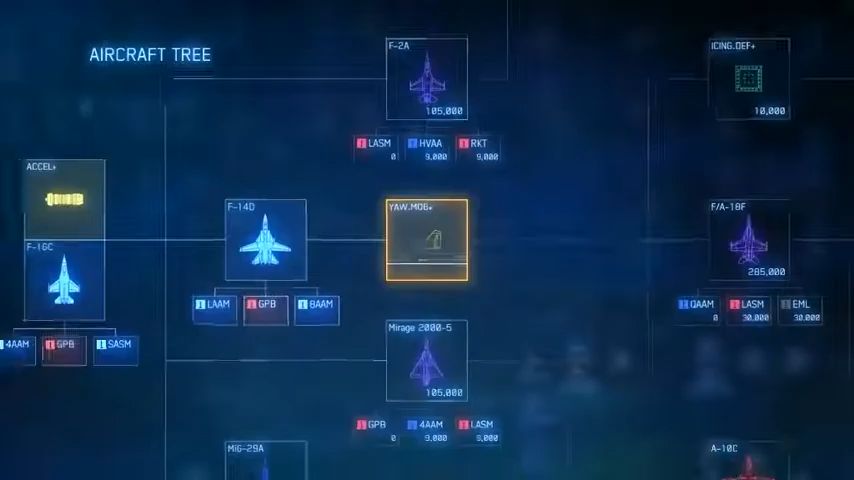 AIRCRAFT TREE
F-2A
105,000
LASM
0
HVAA
9,000
RKT
9,000
ICING.DEF+
10,000
ACCEL+
F-16C
4AAM
GPB
SASM
F-14D
LAAM
GPB
8AAM
YAW.MOB+
F/A-18F
285,000
QAAM
0
LASM
30,000
EML
30,000
Mirage 2000-5
105,000
GPB
0
4AAM
9,000
LASM
9,000
MiG-29A
A-10C